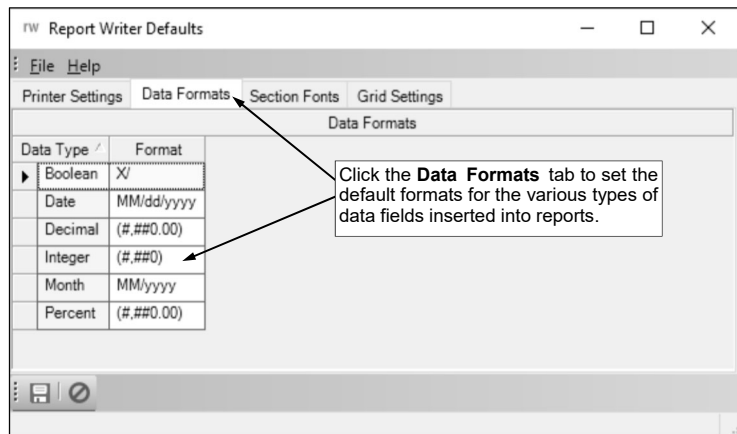 rw Report Writer Defaults
File Help
Printer Settings Data Formats Section Fonts Grid Settings
Data Formats
Data Type Format
Boolean X/
Date MM/dd/yyyy
Decimal (#,##0.00)
Integer (#,##0)
Month MM/yyyy
Percent (#,##0.00)
Click the Data Formats tab to set the
default formats for the various types of
data fields inserted into reports.